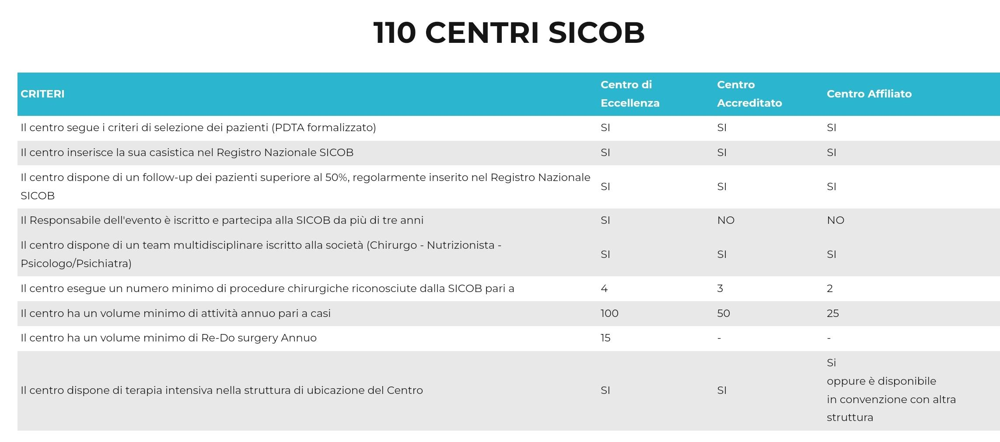 110 CENTRI SICOB
CRITERI
Centro di
Eccellenza
Centro
Accreditato
Centro Affiliato
Il centro segue i criteri di selezione dei pazienti (PDTA formalizzato)
SI
SI
SI
Il centro inserisce la sua casistica nel Registro Nazionale SICOB
SI
SI
SI
Il centro dispone di un follow-up dei pazienti superiore al 50%, regolarmente inserito nel Registro Nazionale
SICOB
SI
SI
SI
Il Responsabile dell'evento è iscritto e partecipa alla SICOB da più di tre anni
SI
NO
NO
Il centro dispone di un team multidisciplinare iscritto alla società (Chirurgo - Nutrizionista -
Psicologo/Psichiatra)
SI
SI
SI
Il centro esegue un numero minimo di procedure chirurgiche riconosciute dalla SICOB pari a
4
3
2
Il centro ha un volume minimo di attività annuo pari a casi
100
50
25
Il centro ha un volume minimo di Re-Do surgery Annuo
15
-
-
Il centro dispone di terapia intensiva nella struttura di ubicazione del Centro
SI
SI
Si
oppure è disponibile
in convenzione con altra
struttura